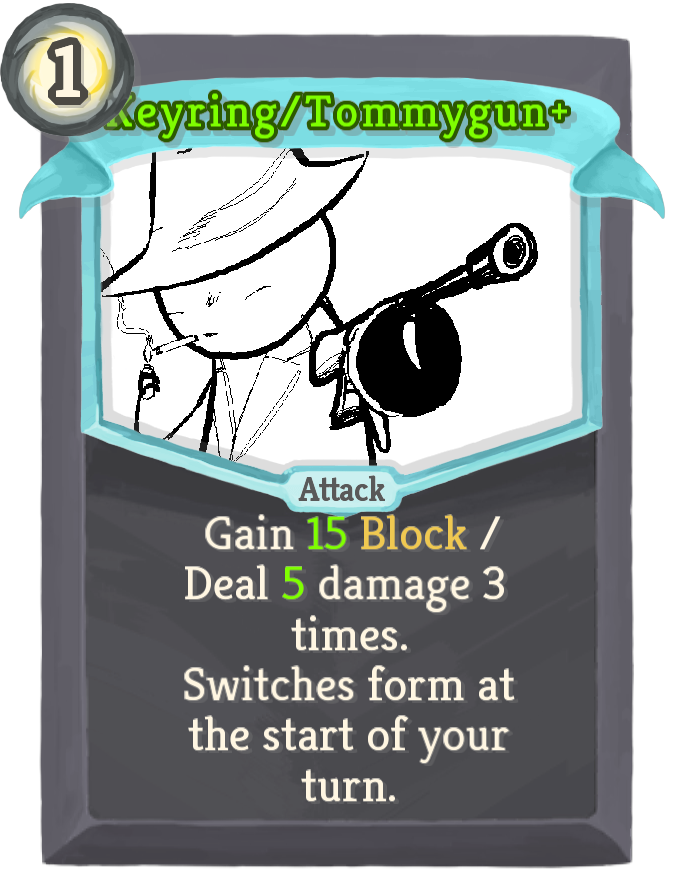 1
Keyring/Tommygun+
Attack
Gain 15 Block /
Deal 5 damage 3
times.
Switches form at
the start of your
turn.